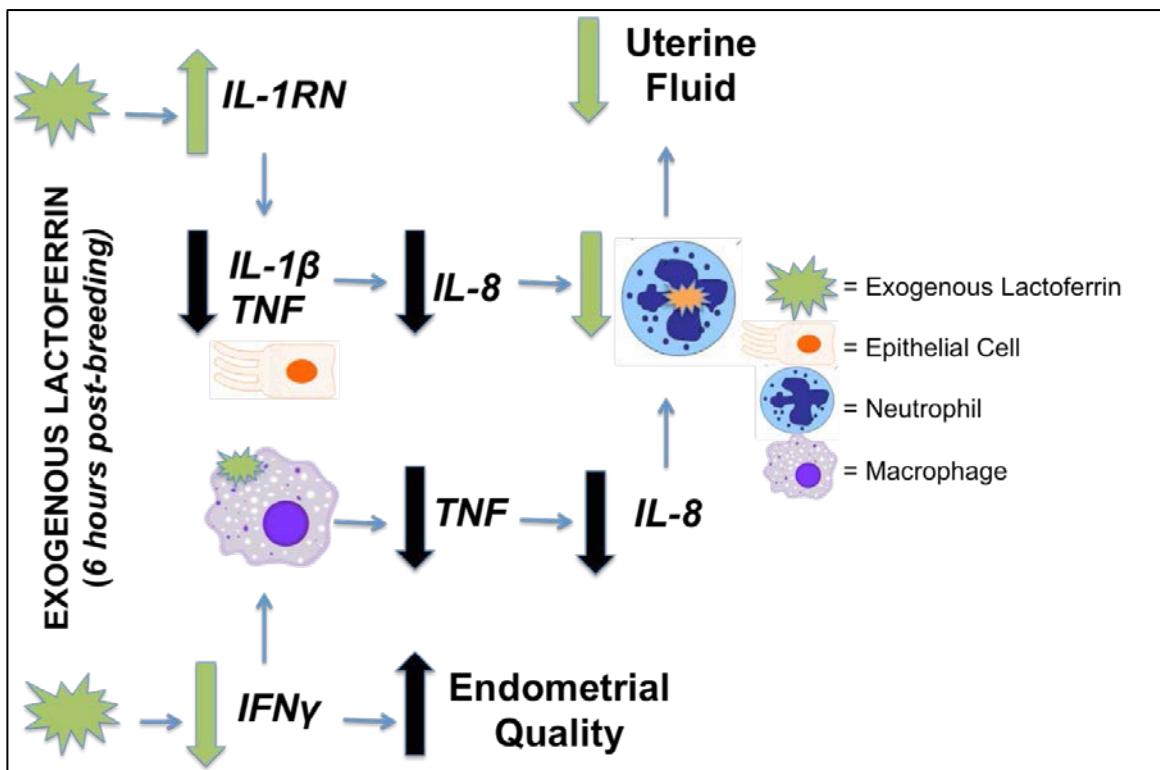 EXOGENOUS LACTOFERRIN
(6 hours post-breeding)
IL-1RN
Uterine
Fluid
IL-1β
TNF
IL-8
TNF
IL-8
IFNγ
Endometrial
Quality
= Exogenous Lactoferrin
= Epithelial Cell
= Neutrophil
= Macrophage